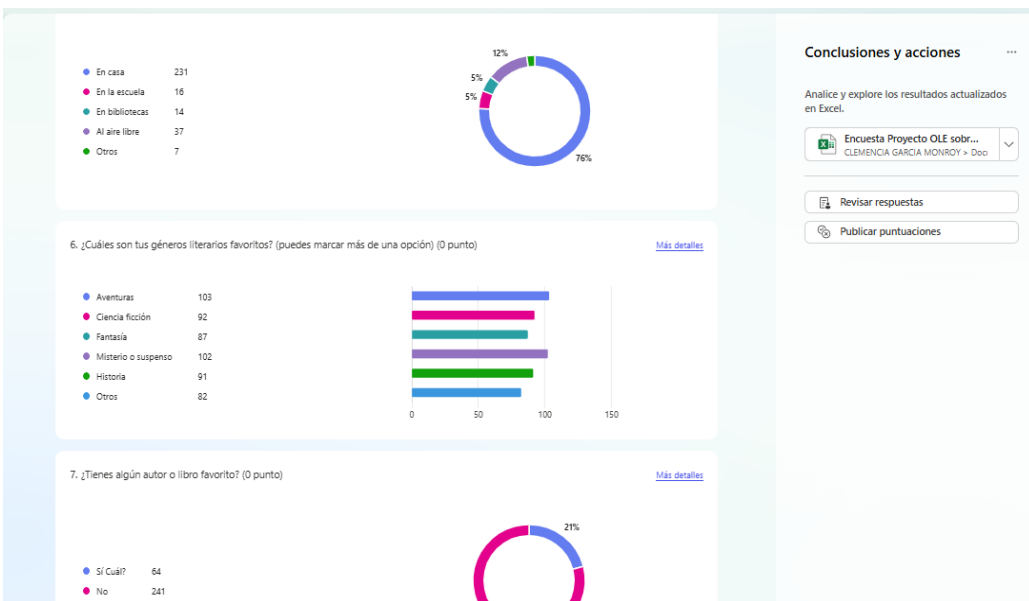 12%
5%
5%
76%
En casa 231
En la escuela 16
En bibliotecas 14
Al aire libre 37
Otros 7
6. ¿Cuáles son tus géneros literarios favoritos? (puedes marcar más de una opción) (0 punto)
Más detalles
Aventuras 103
Ciencia ficción 92
Fantasía 87
Misterio o suspenso 102
Historia 91
Otros 82
0 50 100 150
7. ¿Tienes algún autor o libro favorito? (0 punto)
Más detalles
21%
Sí Cuál? 64
No 241
Conclusiones y acciones
Analice y explore los resultados actualizados
en Excel.
Encuesta Proyecto OLE sobr...
CLEMENCIA GARCIA MONROY > Doc
Revisar respuestas
Publicar puntuaciones